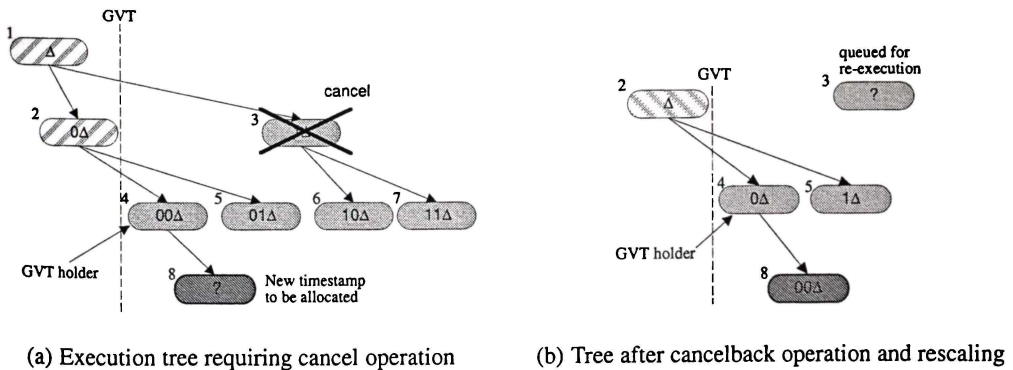 GVT
1
Δ
cancel
2
0Δ
3
4
00Δ
5
01Δ
6
10Δ
7
11Δ
GVT holder
8
?
New timestamp
to be allocated
(a) Execution tree requiring cancel operation
queued for
re-execution
GVT
2
Δ
3
?
4
0Δ
5
1Δ
GVT holder
8
00Δ
(b) Tree after cancelback operation and rescaling